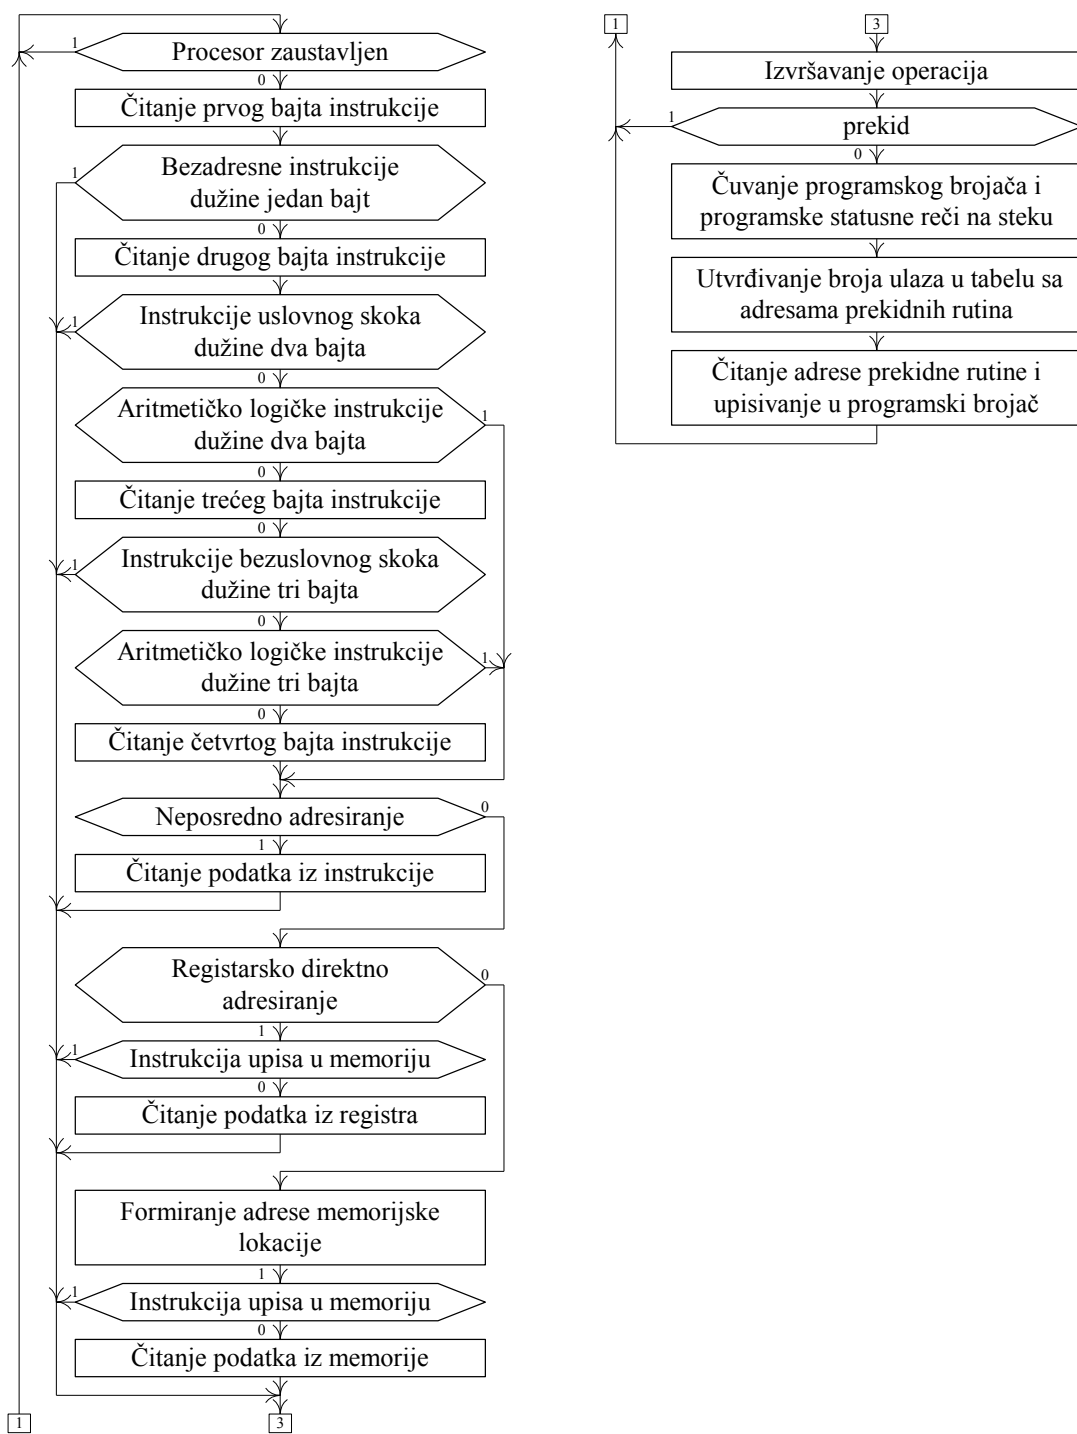 1
Procesor zaustavljen
0
Čitanje prvog bajta instrukcije
1
Bezadresne instrukcije
dužine jedan bajt
0
Čitanje drugog bajta instrukcije
1
Instrukcije uslovnog skoka
dužine dva bajta
0
Aritmetičko logičke instrukcije
dužine dva bajta
1
0
Čitanje trećeg bajta instrukcije
0
1
Instrukcije bezuslovnog skoka
dužine tri bajta
0
Aritmetičko logičke instrukcije
dužine tri bajta
1
0
Čitanje četvrtog bajta instrukcije
Neposredno adresiranje
0
1
Čitanje podatka iz instrukcije
Registarsko direktno
adresiranje
0
1
1
Instrukcija upisa u memoriju
0
Čitanje podatka iz registra
Formiranje adrese memorijske
lokacije
1
1
Instrukcija upisa u memoriju
0
Čitanje podatka iz memorije
1
3
1
3
Izvršavanje operacija
1
prekid
0
Čuvanje programskog brojača i
programske statusne reči na steku
Utvrđivanje broja ulaza u tabelu sa
adresama prekidnih rutina
Čitanje adrese prekidne rutine i
upisivanje u programski brojač